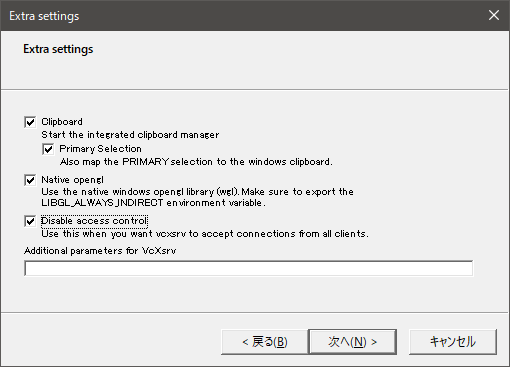 Extra settings
Extra settings
Clipboard
Start the integrated clipboard manager
Primary Selection
Also map the PRIMARY selection to the windows clipboard.
Native opengl
Use the native windows opengl library (wgl). Make sure to export the
LIBGL_ALWAYS_INDIRECT environment variable.
Disable access control
Use this when you want vcxsrv to accept connections from all clients.
Additional parameters for VcXsrv
< 戻る(B) 次へ(N) > キャンセル